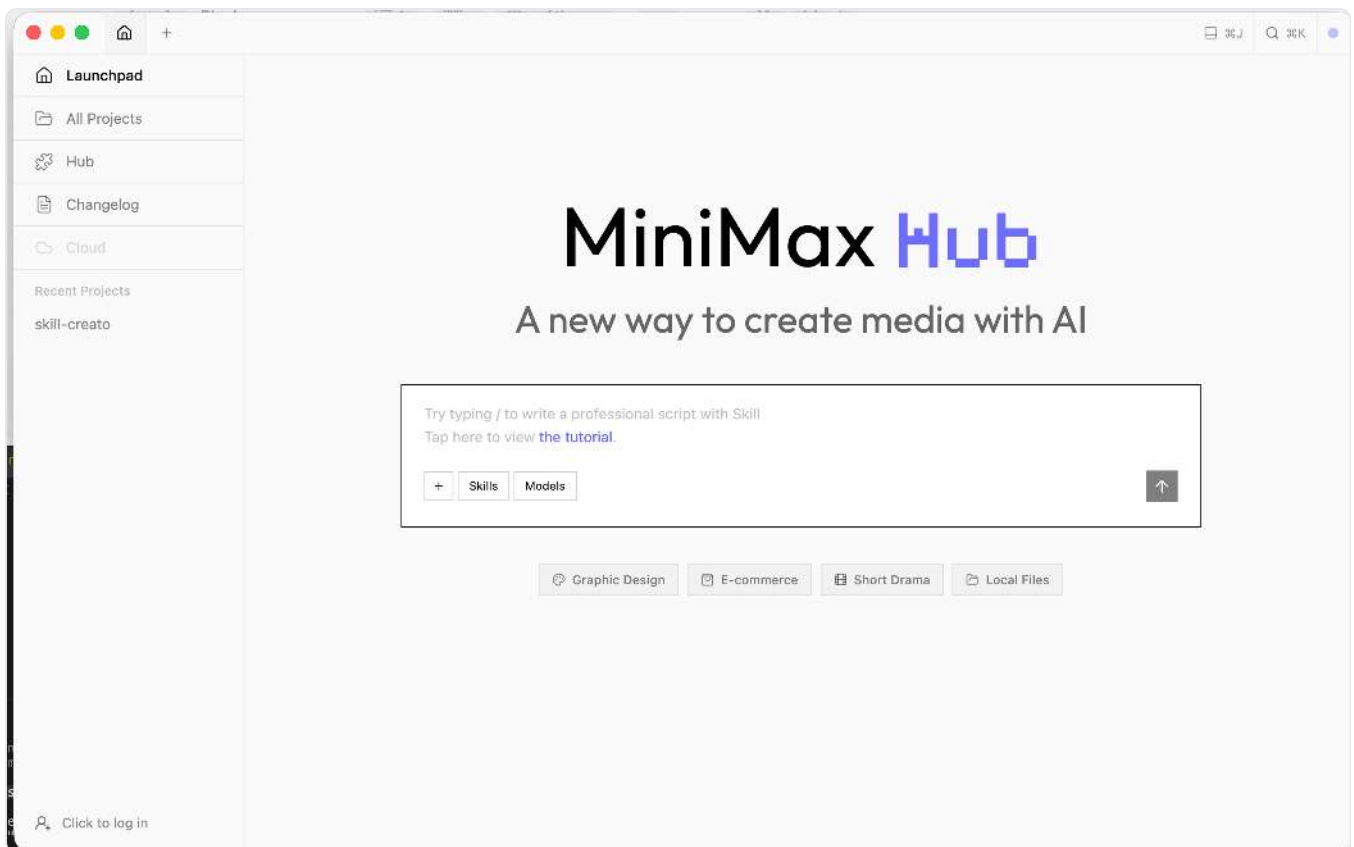 ⌘J
⌘K
Launchpad
All Projects
Hub
Changelog
Cloud
Recent Projects
skill-creato
MiniMax Hub
A new way to create media with AI
Try typing / to write a professional script with Skill
Tap here to view the tutorial.
+ Skills Models
Graphic Design E-commerce Short Drama Local Files
Click to log in